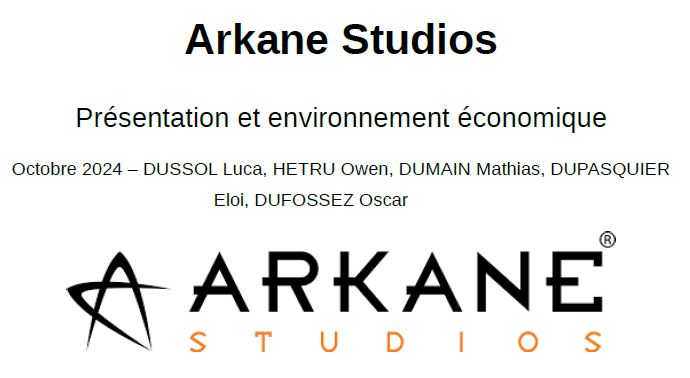 Arkane Studios
Présentation et environnement économique
Octobre 2024 – DUSSOL Luca, HETRU Owen, DUMAIN Mathias, DUPASQUIER
Eloi, DUFOSSEZ Oscar
ARKANE®
STUDIOS